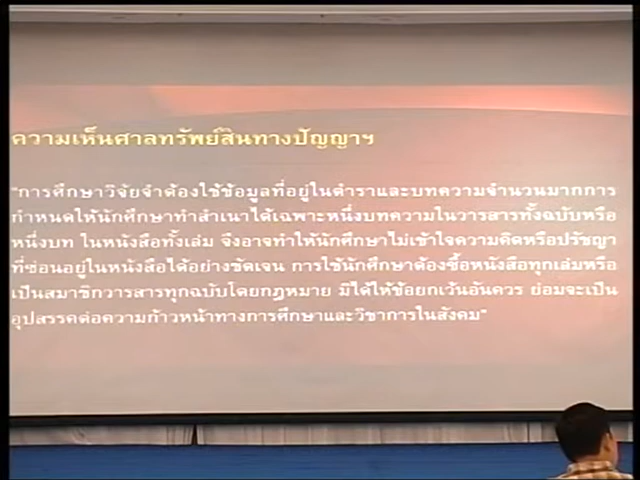 ความเห็นศาลทรัพย์สินทางปัญญาฯ
"การศึกษาวิจัยจำต้องใช้ข้อมูลที่อยู่ในตำราและบทความจำนวนมากการ
กำหนดให้นักศึกษาทำสำเนาได้เฉพาะหนึ่งบทความในวารสารทั้งฉบับหรือ
หนึ่งบท ในหนังสือทั้งเล่ม จึงอาจทำให้นักศึกษาไม่เข้าใจความคิดหรือปรัชญา
ที่ซ่อนอยู่ในหนังสือได้อย่างชัดเจน การใช้นักศึกษาต้องซื้อหนังสือทุกเล่มหรือ
เป็นสมาชิกวารสารทุกฉบับโดยกฎหมาย มิได้ให้ข้อยกเว้นอันควร ย่อมจะเป็น
อุปสรรคต่อความก้าวหน้าทางการศึกษาและวิชาการในสังคม"